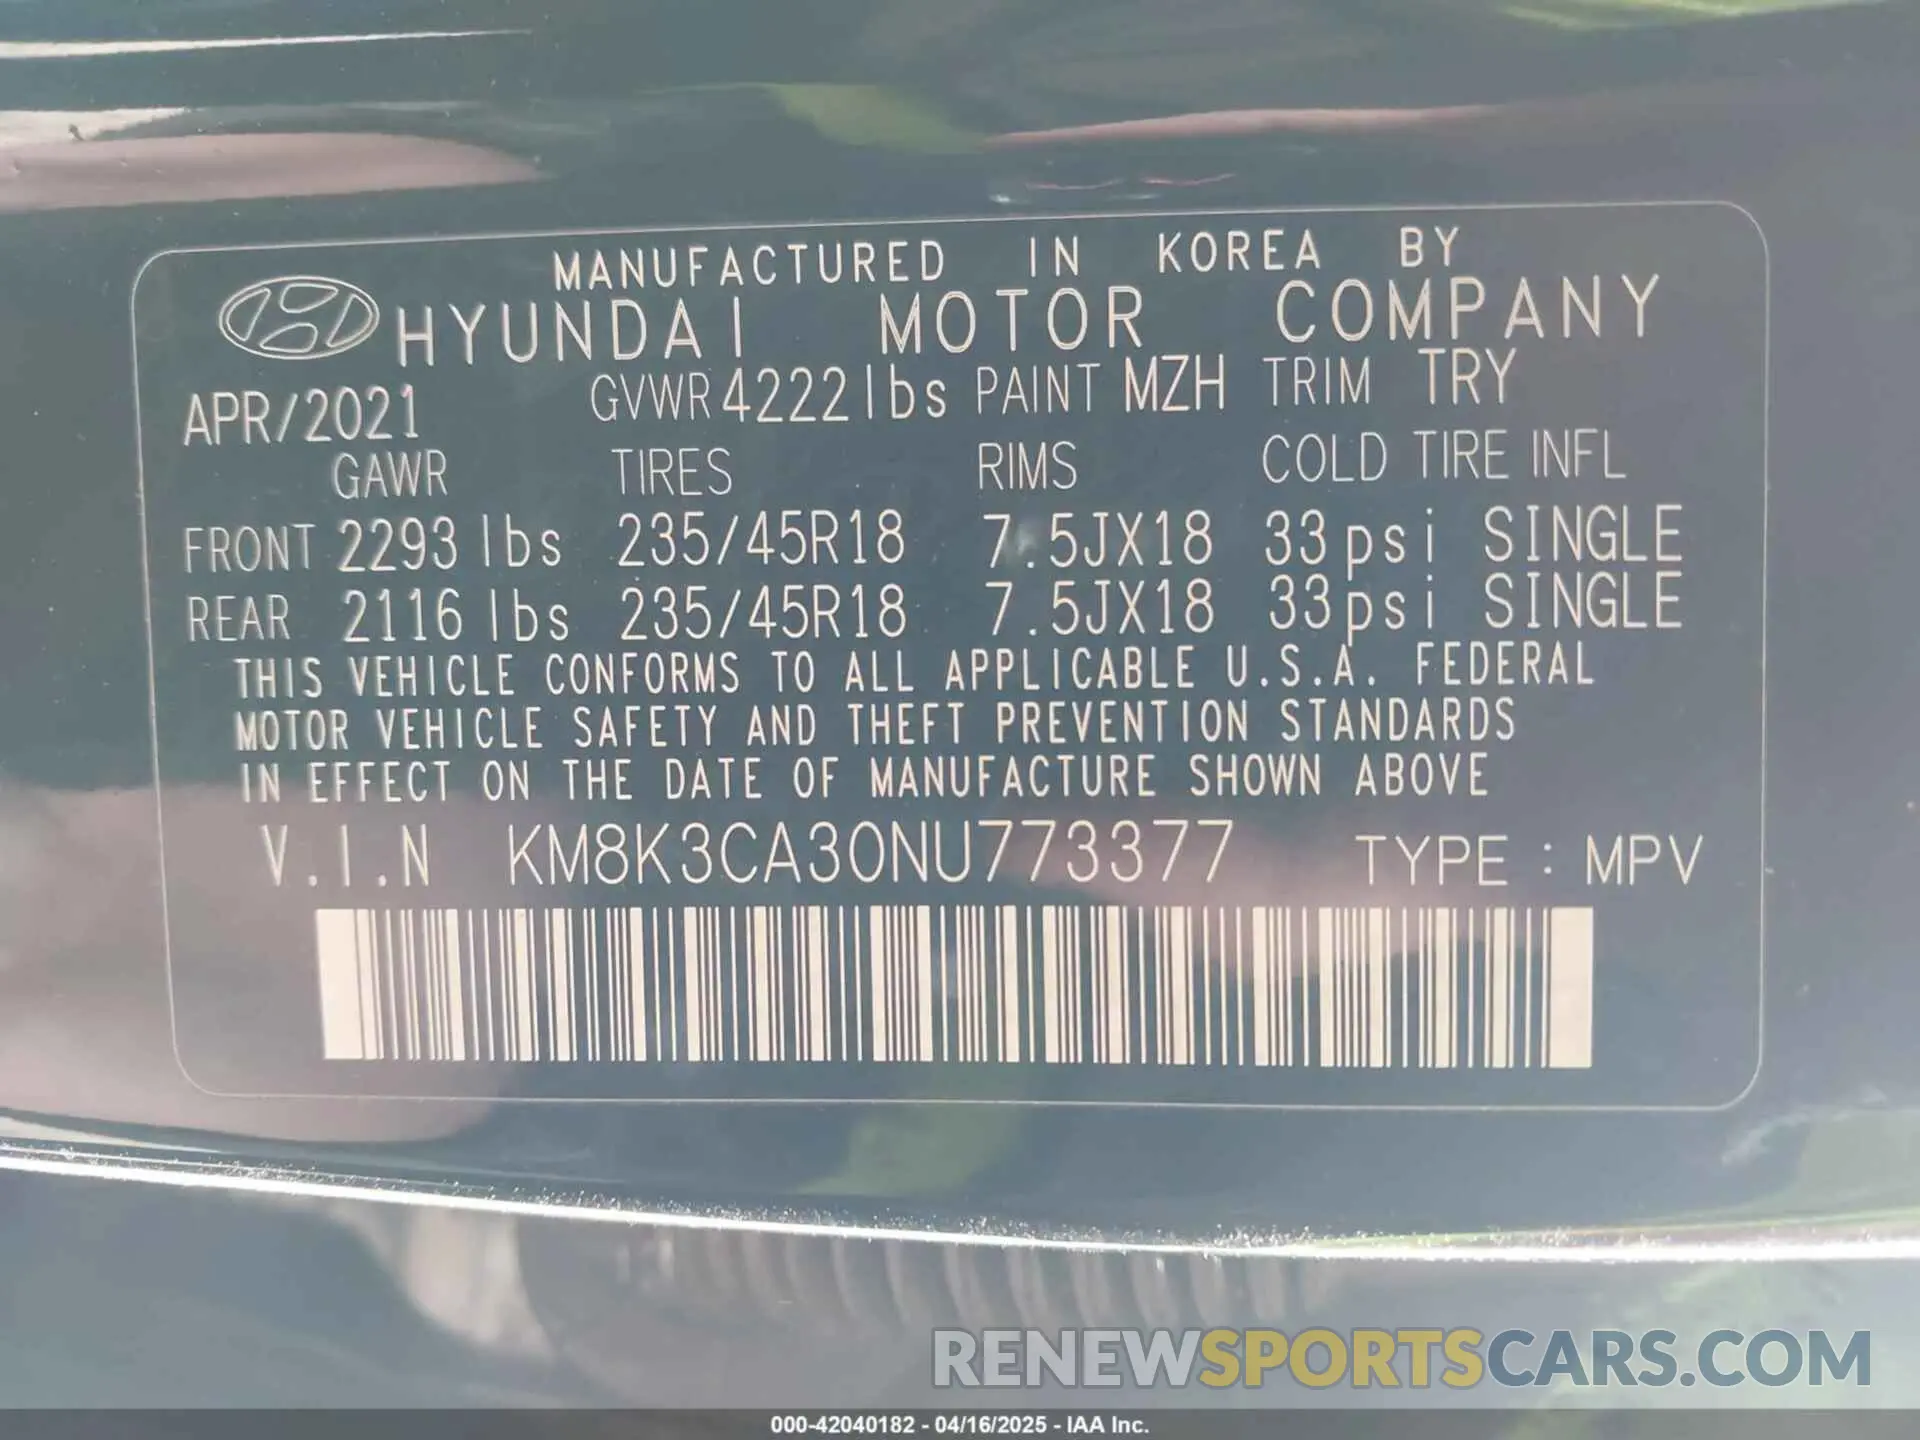 MANUFACTURED IN KOREA BY
HYUNDAI MOTOR COMPANY
APR/2021 GVWR 4222lbs PAINT MZH TRIM TRY
GAWR TIRES RIMS COLD TIRE INFL
FRONT 2293 lbs 235/45R18 7.5JX18 33psi SINGLE
REAR 2116 lbs 235/45R18 7.5JX18 33psi SINGLE
THIS VEHICLE CONFORMS TO ALL APPLICABLE U.S.A. FEDERAL
MOTOR VEHICLE SAFETY AND THEFT PREVENTION STANDARDS
IN EFFECT ON THE DATE OF MANUFACTURE SHOWN ABOVE
V.I.N KM8K3CA30NU773377 TYPE : MPV
RENEWSPORTSCARS.COM
000-42040182 - 04/16/2025 - IAA Inc.